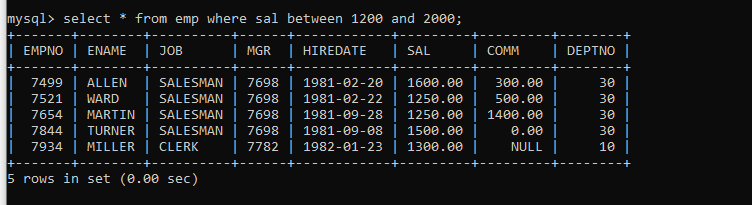 mysql> select * from emp where sal between 1200 and 2000;
+-------+--------+----------+------+------------+---------+---------+--------+
| EMPNO | ENAME  | JOB      | MGR  | HIREDATE   | SAL     | COMM    | DEPTNO |
+-------+--------+----------+------+------------+---------+---------+--------+
|  7499 | ALLEN  | SALESMAN | 7698 | 1981-02-20 | 1600.00 |  300.00 |     30 |
|  7521 | WARD   | SALESMAN | 7698 | 1981-02-22 | 1250.00 |  500.00 |     30 |
|  7654 | MARTIN | SALESMAN | 7698 | 1981-09-28 | 1250.00 | 1400.00 |     30 |
|  7844 | TURNER | SALESMAN | 7698 | 1981-09-08 | 1500.00 |    0.00 |     30 |
|  7934 | MILLER | CLERK    | 7782 | 1982-01-23 | 1300.00 |    NULL |     10 |
+-------+--------+----------+------+------------+---------+---------+--------+
5 rows in set (0.00 sec)